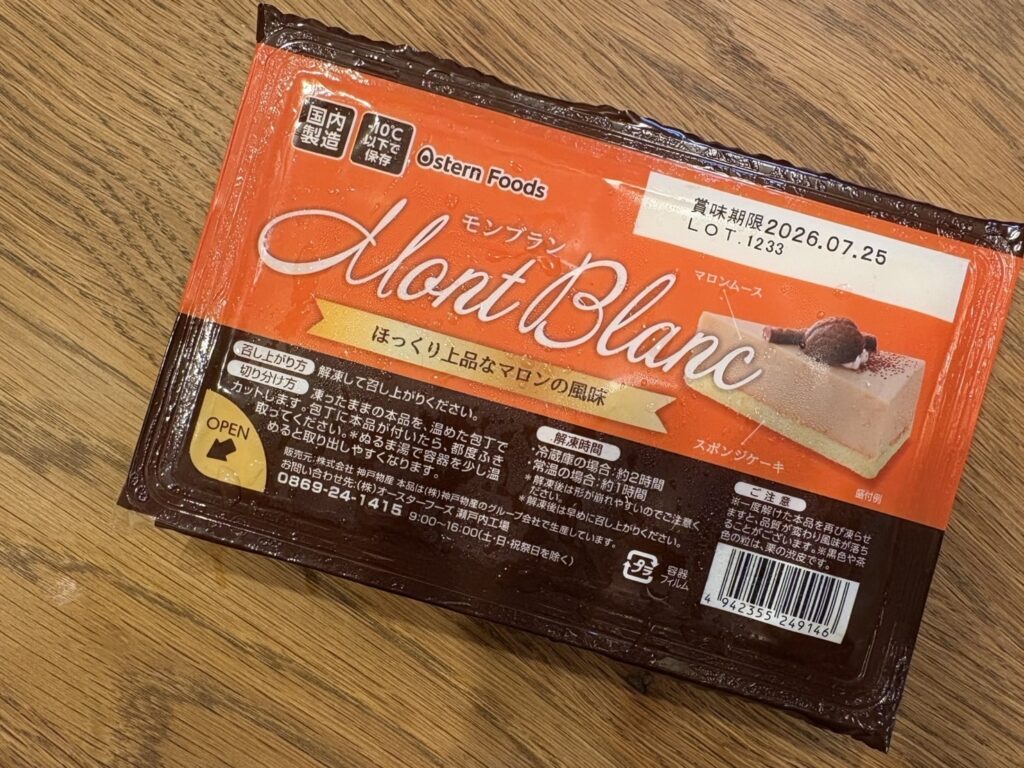 国内
製造
-10℃
以下で
保存
Ostern Foods
賞味期限2026.07.25
LOT.1233
モンブラン
Mont Blanc
ほっくり上品なマロンの風味
マロンムース
スポンジケーキ
盛付例
召し上がり方 解凍して召し上がりください。
切り分け方 凍ったままの本品を、温めた包丁で
カットします。包丁に本品が付いたら、都度ふき
取ってください。※ぬるま湯で容器を少し温
めると取り出しやすくなります。
OPEN
解凍時間
・冷蔵庫の場合:約2時間
・常温の場合:約1時間
※解凍後は形が崩れやすいのでご注意く
ださい。
※解凍後は早めに召し上がりください。
販売元:株式会社 神戸物産 本品は(株)神戸物産のグループ会社で生産しています。
お問い合わせ先:(株)オースターフーズ 瀬戸内工場
0869-24-1415 9:00~16:00(土・日・祝祭日を除く)
ご注意
※一度解けた本品を再び凍らせ
ますと、品質が変わり風味が落ち
ることがございます。※黒色や茶
色の粒は、栗の渋皮です。
プラ
容器
フィルム
4 942355 249146